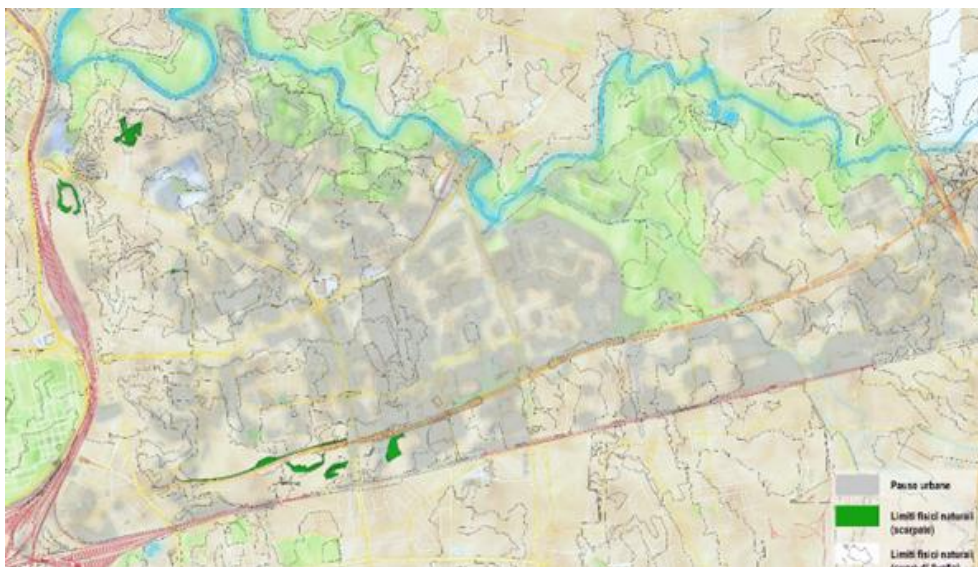 Pause urbane
Limiti fisici naturali
(scarpate)
Limiti fisici naturali